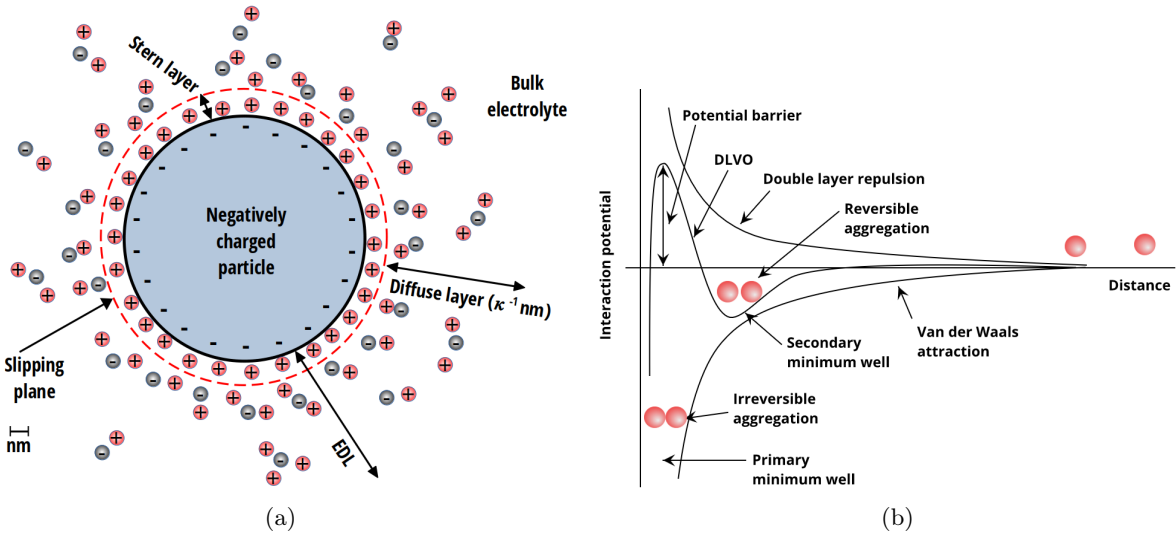 Stern layer
Bulk
electrolyte
Negatively
charged
particle
Diffuse layer (κ⁻¹ nm)
Slipping
plane
nm
EDL
(a)
Interaction potential
Potential barrier
DLVO
Double layer repulsion
Reversible
aggregation
Distance
Secondary
minimum well
Van der Waals
attraction
Irreversible
aggregation
Primary
minimum well
(b)